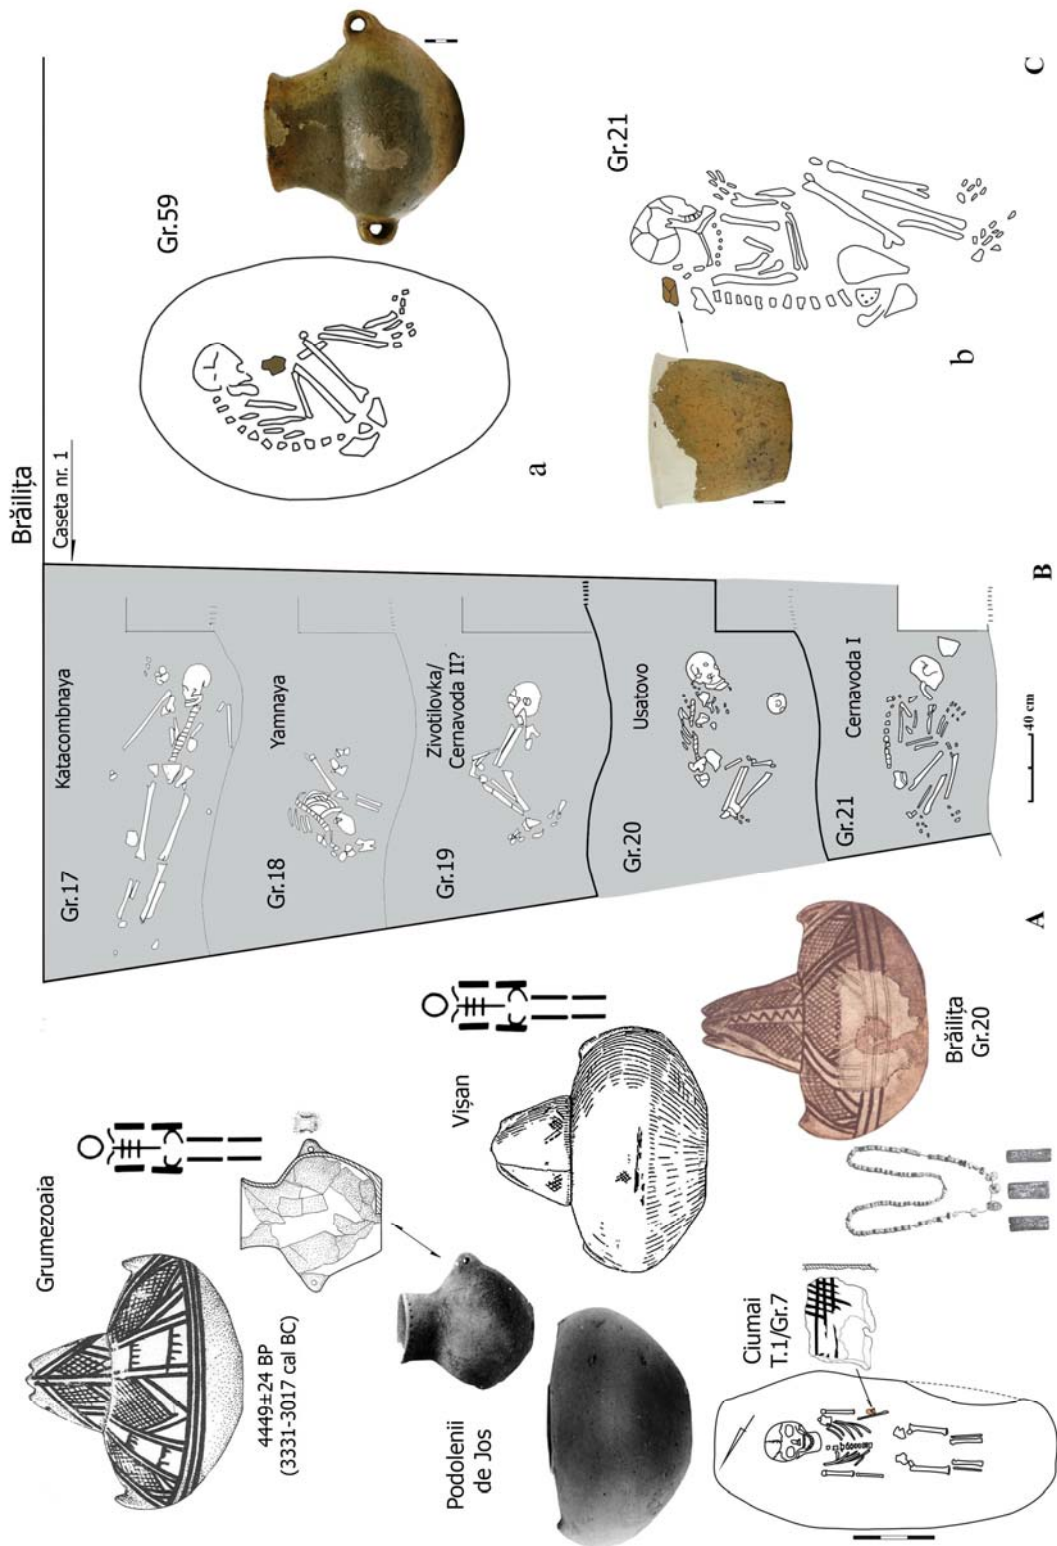 Grumezoaia
4449±24 BP
(3331-3017 cal BC)
Podolenii
de Jos
Vișan
Ciumai
T.1/Gr.7
Brăilița
Gr.20
A
Brăilița
Caseta nr. 1
Gr.17
Katacombnaya
Gr.18
Yamnaya
Gr.19
Zivotilovka/
Cernavoda II?
Gr.20
Usatovo
Gr.21
Cernavoda I
40 cm
B
Gr.59
a
Gr.21
b
C